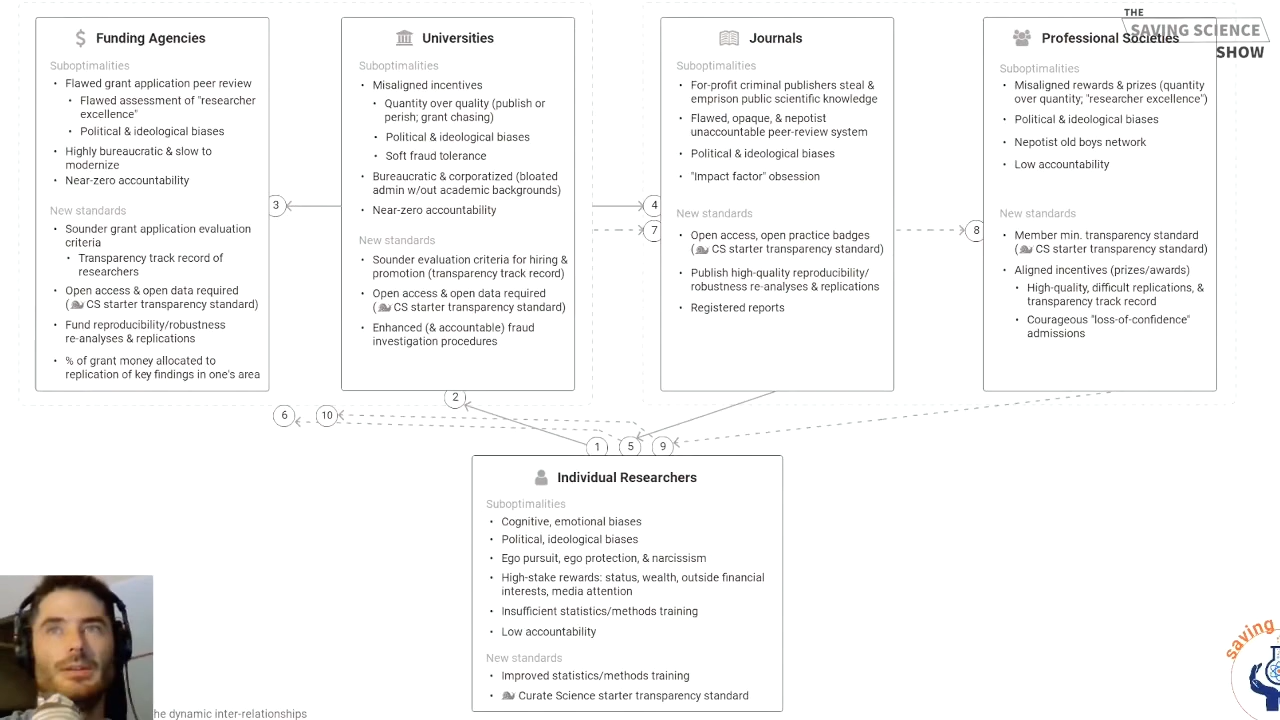 THE
SAVING SCIENCE
SHOW
Funding Agencies
Suboptimalities
• Flawed grant application peer review
• Flawed assessment of "researcher
excellence"
• Political & ideological biases
• Highly bureaucratic & slow to
modernize
• Near-zero accountability
New standards
• Sounder grant application evaluation
criteria
• Transparency track record of
researchers
• Open access & open data required
( CS starter transparency standard)
• Fund reproducibility/robustness
re-analyses & replications
• % of grant money allocated to
replication of key findings in one's area
Universities
Suboptimalities
• Misaligned incentives
• Quantity over quality (publish or
perish; grant chasing)
• Political & ideological biases
• Soft fraud tolerance
• Bureaucratic & corporatized (bloated
admin w/out academic backgrounds)
• Near-zero accountability
New standards
• Sounder evaluation criteria for hiring &
promotion (transparency track record)
• Open access & open data required
( CS starter transparency standard)
• Enhanced (& accountable) fraud
investigation procedures
Journals
Suboptimalities
• For-profit criminal publishers steal &
emprison public scientific knowledge
• Flawed, opaque, & nepotist
unaccountable peer-review system
• Political & ideological biases
• "Impact factor" obsession
New standards
• Open access, open practice badges
( CS starter transparency standard)
• Publish high-quality reproducibility/
robustness re-analyses & replications
• Registered reports
Professional Societies
Suboptimalities
• Misaligned rewards & prizes (quantity
over quantity; "researcher excellence")
• Political & ideological biases
• Nepotist old boys network
• Low accountability
New standards
• Member min. transparency standard
( CS starter transparency standard)
• Aligned incentives (prizes/awards)
• High-quality, difficult replications, &
transparency track record
• Courageous "loss-of-confidence"
admissions
3
4
7
8
2
6
10
1
5
9
Individual Researchers
Suboptimalities
• Cognitive, emotional biases
• Political, ideological biases
• Ego pursuit, ego protection, & narcissism
• High-stake rewards: status, wealth, outside financial
interests, media attention
• Insufficient statistics/methods training
• Low accountability
New standards
• Improved statistics/methods training
• Curate Science starter transparency standard
saving
he dynamic inter-relationships